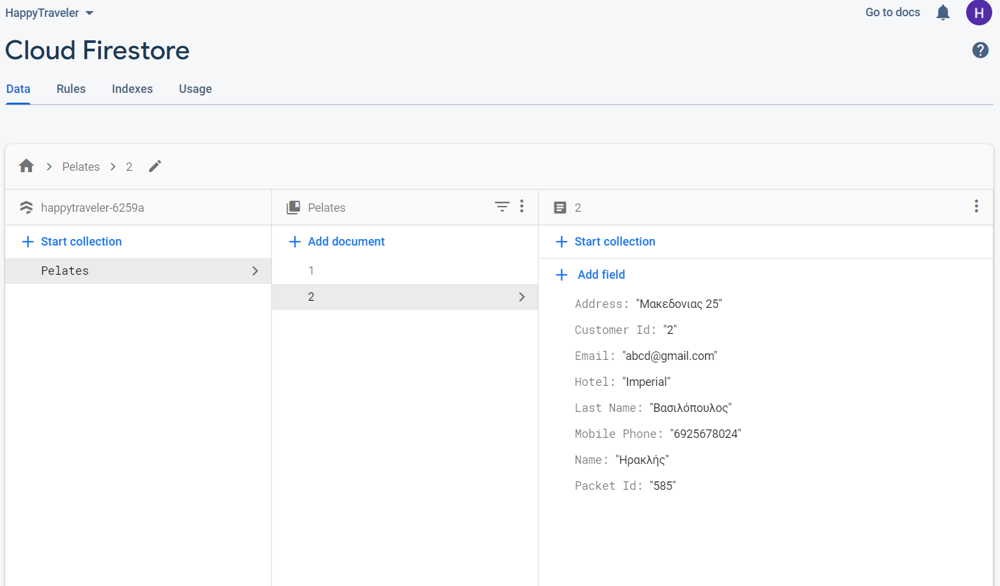 HappyTraveler
Go to docs
H
Cloud Firestore
?
Data Rules Indexes Usage
Pelates 2
happytraveler-6259a
Pelates
2
Start collection
Add document
Start collection
Pelates
1
2
Add field
Address: "Μακεδονιας 25"
Customer Id: "2"
Email: "abcd@gmail.com"
Hotel: "Imperial"
Last Name: "Βασιλόπουλος"
Mobile Phone: "6925678024"
Name: "Ηρακλής"
Packet Id: "585"